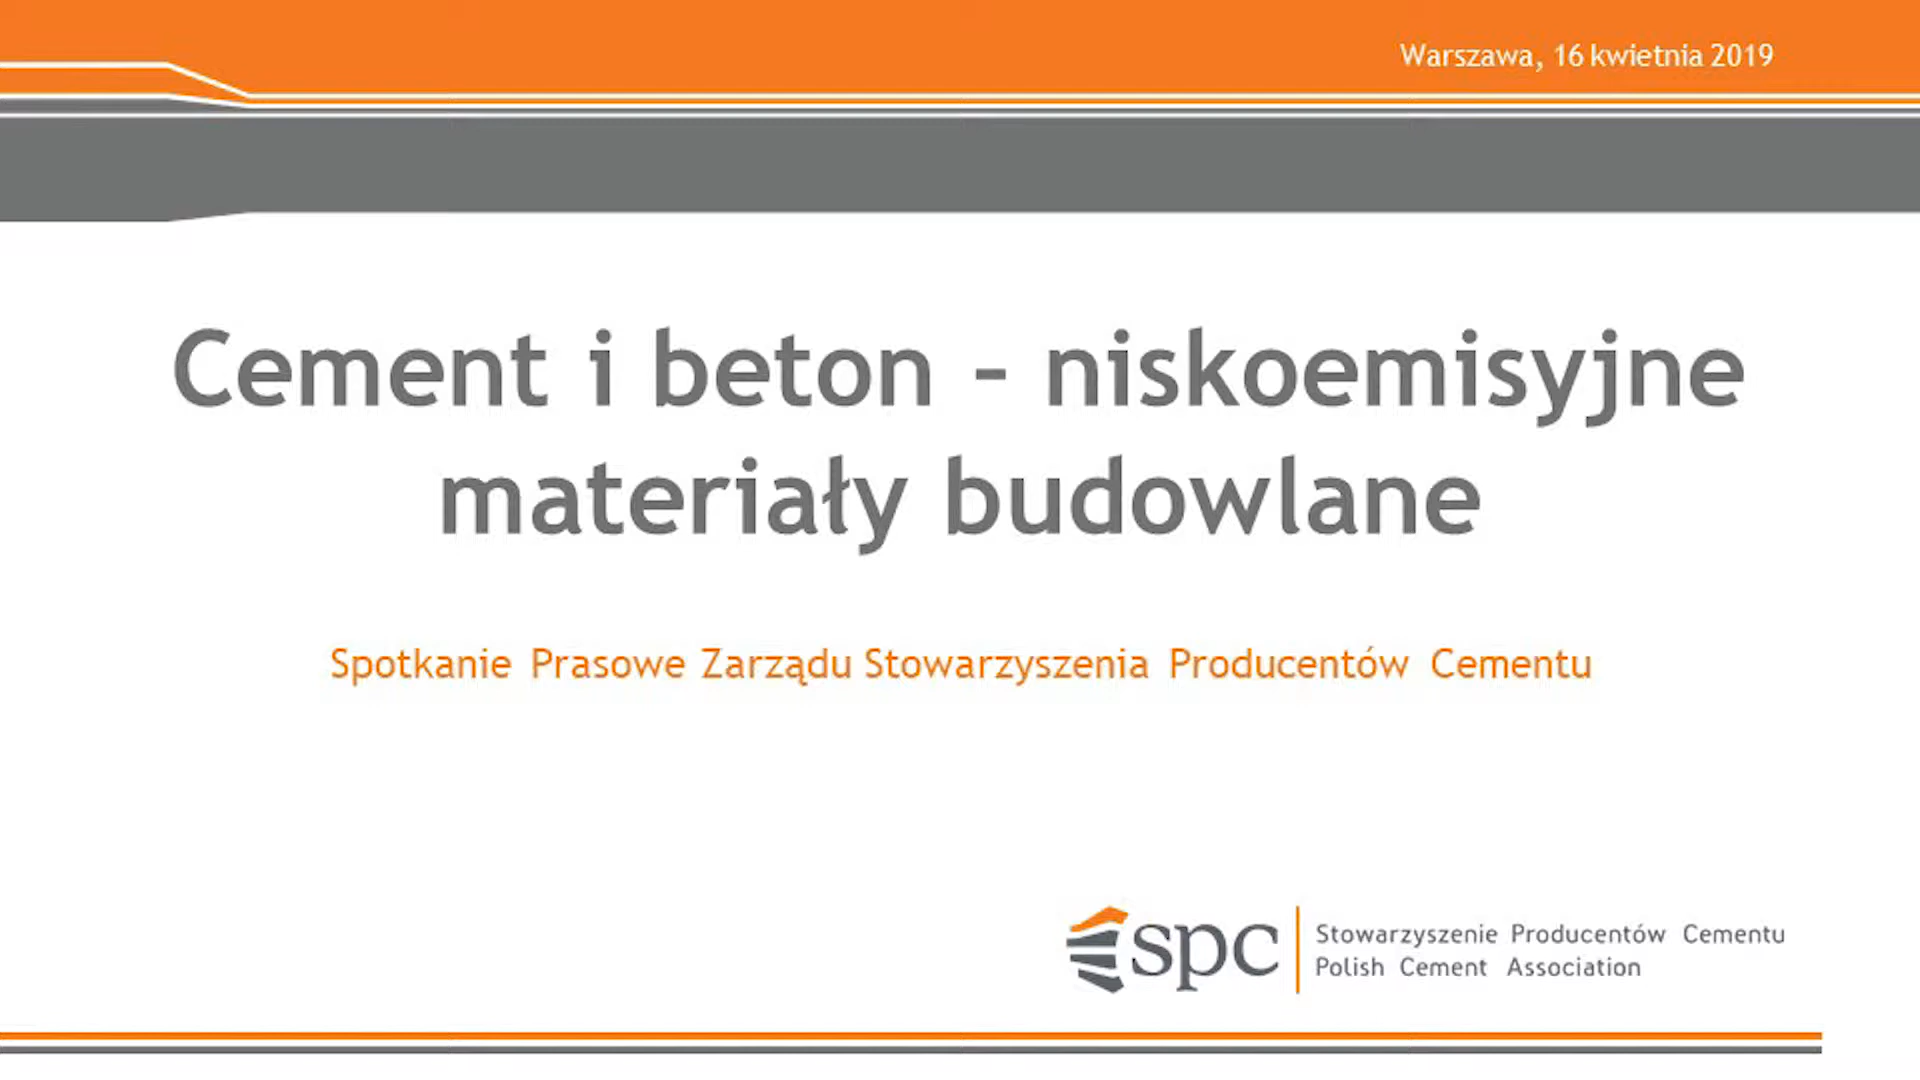 Warszawa, 16 kwietnia 2019
Cement i beton – niskoemisyjne
materiały budowlane
Spotkanie Prasowe Zarządu Stowarzyszenia Producentów Cementu
spc
Stowarzyszenie Producentów Cementu
Polish Cement Association